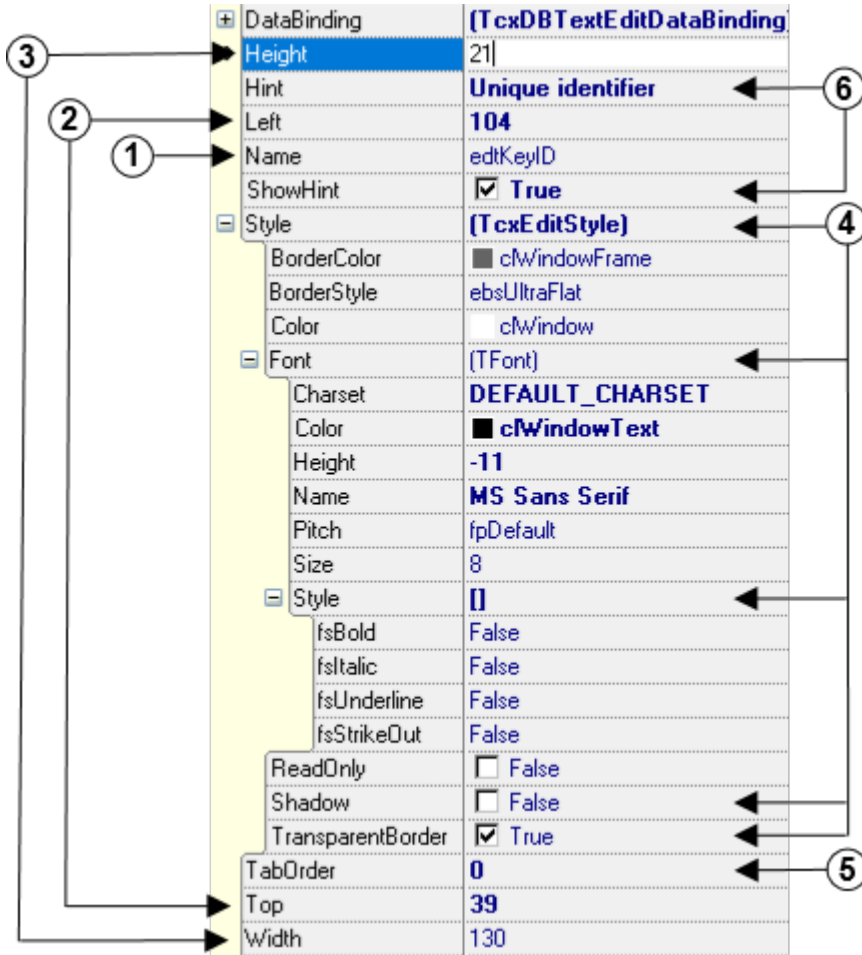 DataBinding (TcxDBTextEditDataBinding)
3 Height 21
Hint Unique identifier 6
2 Left 104
1 Name edtKeyID
ShowHint True
Style (TcxEditStyle) 4
BorderColor clWindowFrame
BorderStyle ebsUltraFlat
Color clWindow
Font (TFont)
Charset DEFAULT_CHARSET
Color clWindowText
Height -11
Name MS Sans Serif
Pitch fpDefault
Size 8
Style []
fsBold False
fsItalic False
fsUnderline False
fsStrikeOut False
ReadOnly False
Shadow False
TransparentBorder True
TabOrder 0 5
Top 39
Width 130